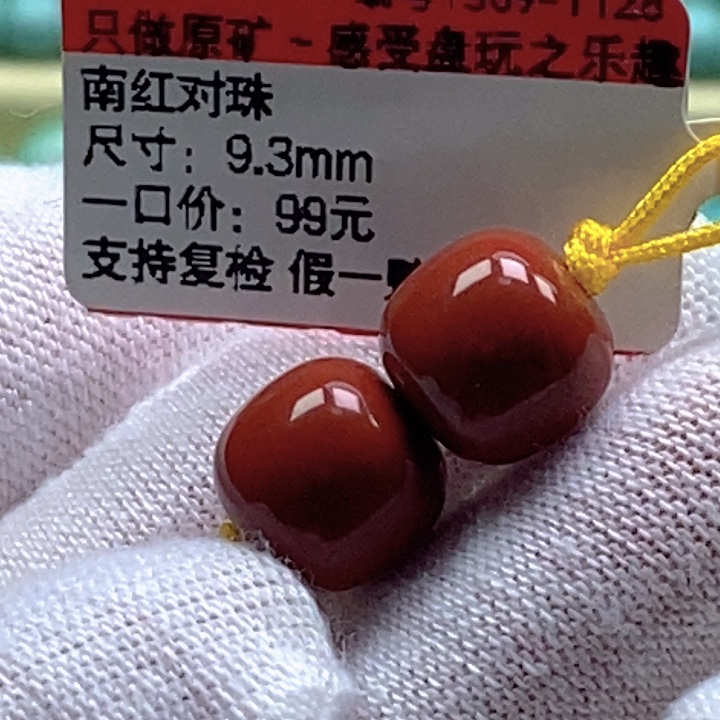 只做原矿 - 感受盘玩之乐趣
南红对珠
尺寸：9.3mm
一口价：99元
支持复检 假一